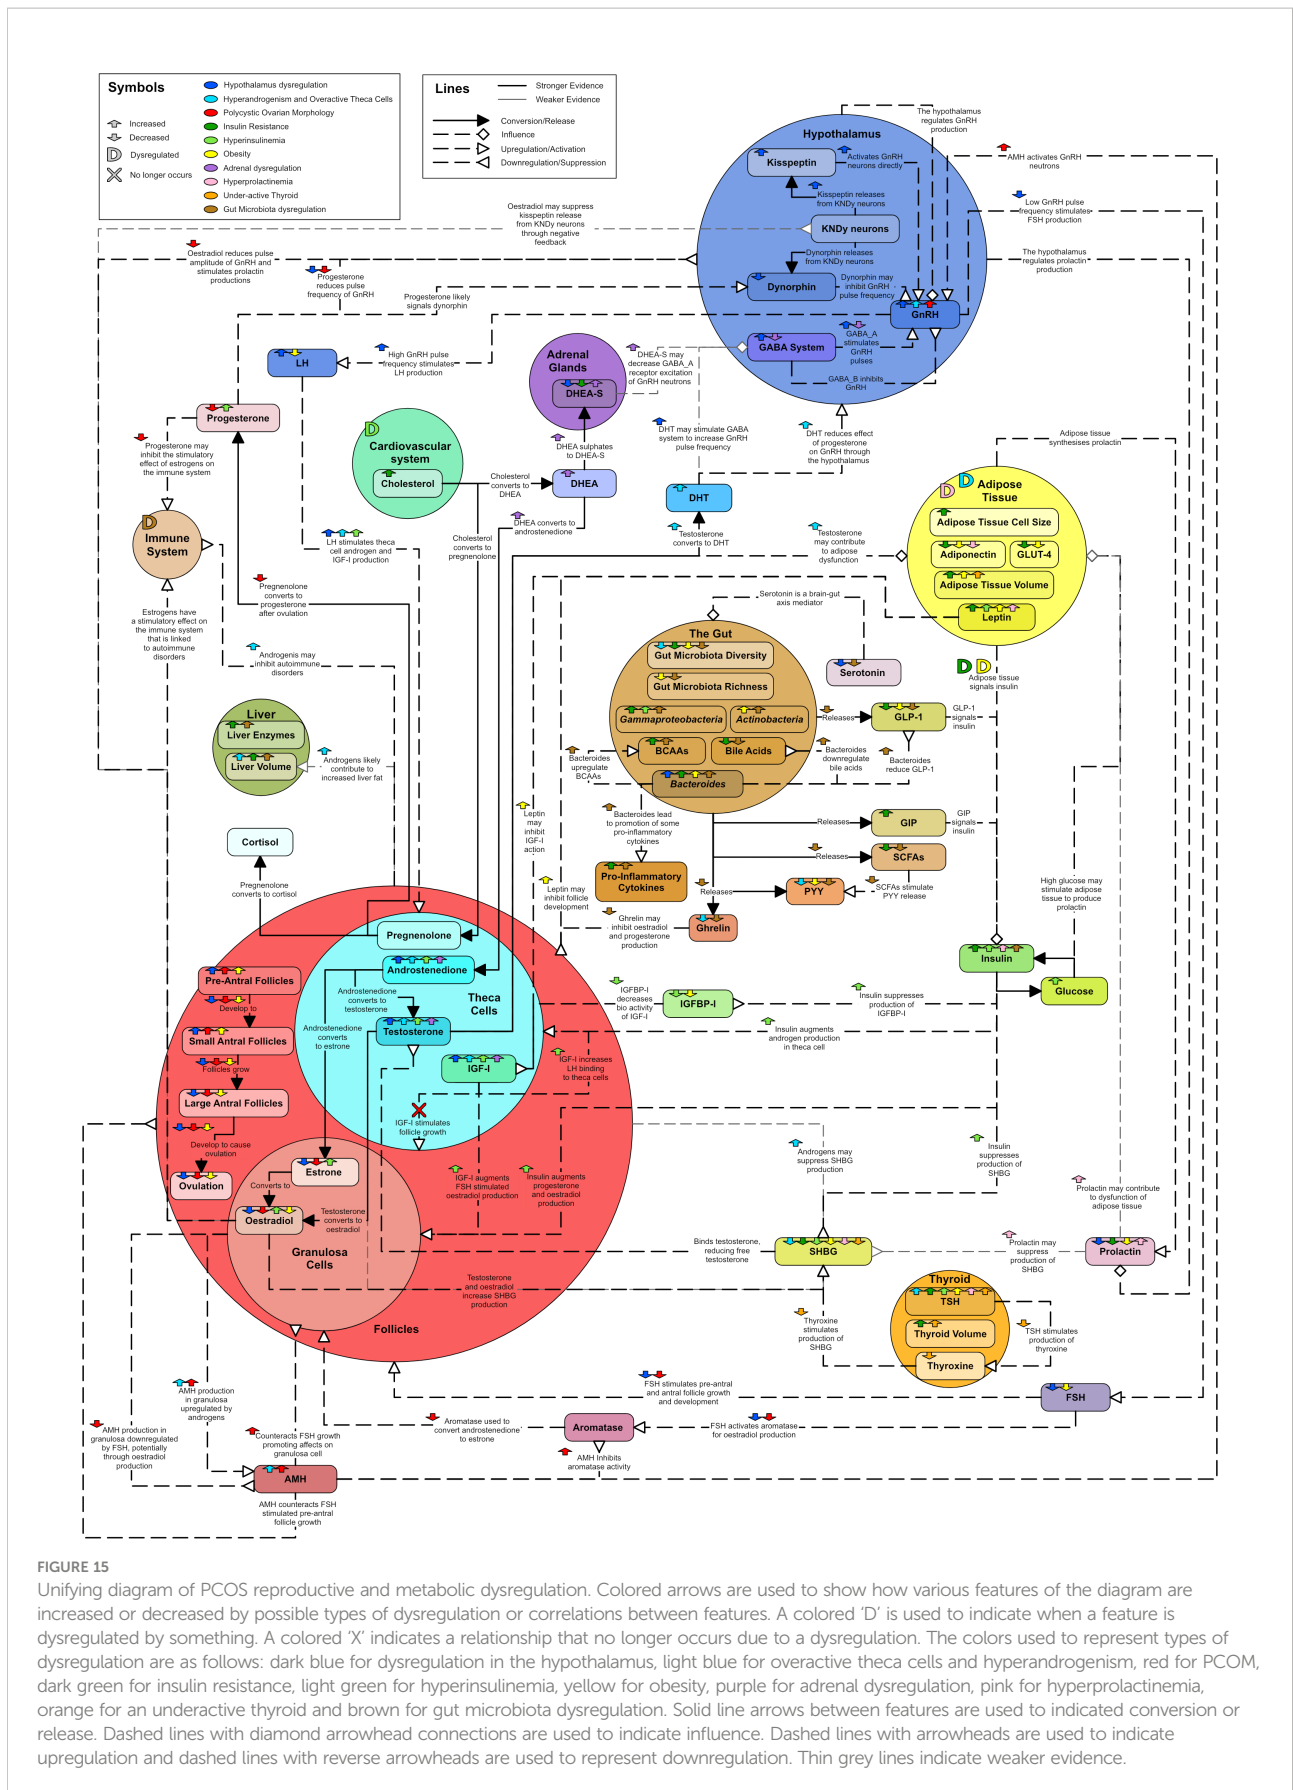 Symbols
Increased
Decreased
Dysregulated
No longer occurs
Hypothalamus dysregulation
Hyperandrogenism and Overactive Theca Cells
Polycystic Ovarian Morphology
Insulin Resistance
Hyperinsulinemia
Obesity
Adrenal dysregulation
Hyperprolactinemia
Under-active Thyroid
Gut Microbiota dysregulation
Lines
Stronger Evidence
Weaker Evidence
Conversion/Release
Influence
Upregulation/Activation
Downregulation/Suppression
Hypothalamus
Kisspeptin
Activates GnRH
neurons directly
Kisspeptin releases
from KNDy neurons
KNDy neurons
Dynorphin releases
from KNDy neurons
Dynorphin
Dynorphin may
inhibit GnRH
pulse frequency
GnRH
GABA System
GABA_A
stimulates
GnRH
pulses
GABA_B inhibits
GnRH
The hypothalamus
regulates GnRH
production
AMH activates GnRH
neurons
Low GnRH pulse
frequency stimulates
FSH production
The hypothalamus
regulates prolactin
production
Oestradiol may suppress
kisspeptin release
from KNDy neurons
through negative
feedback
Oestradiol reduces pulse
amplitude of GnRH and
stimulates prolactin
productions
Progesterone
reduces pulse
frequency of GnRH
Progesterone likely
signals dynorphin
LH
High GnRH pulse
frequency stimulates
LH production
Adrenal
Glands
DHEA-S
DHEA-S may
decrease GABA_A
receptor excitation
of GnRH neutrons
Progesterone
Progesterone may
inhibit the stimulatory
effect of estrogens on
the immune system
D
Cardiovascular
system
Cholesterol
Cholesterol
converts to
DHEA
DHEA sulphates
to DHEA-S
DHEA
DHEA converts to
androstenedione
DHT may stimulate GABA
system to increase GnRH
pulse frequency
DHT reduces effect
of progesterone
on GnRH through
the hypothalamus
DHT
Testosterone
converts to DHT
Testosterone
may contribute
to adipose
dysfunction
Adipose tissue
synthesises prolactin
D
D
Adipose
Tissue
Adipose Tissue Cell Size
Adiponectin
GLUT-4
Adipose Tissue Volume
Leptin
D
Immune
System
LH stimulates theca
cell androgen and
IGF-I production
Cholesterol
converts to
pregnenolone
Pregnenolone
converts to
progesterone
after ovulation
Estrogens have
a stimulatory effect on
the immune system
that is linked
to autoimmune
disorders
Androgenis may
inhibit autoimmune
disorders
Serotonin is a brain-gut
axis mediator
The Gut
Gut Microbiota Diversity
Gut Microbiota Richness
Gammaproteobacteria
Actinobacteria
BCAAs
Bile Acids
Bacteroides
Serotonin
D D
Adipose tissue
signals insulin
Releases
GLP-1
GLP-1
signals
insulin
Bacteroides
upregulate
BCAAs
Bacteroides
downregulate
bile acids
Bacteroides
reduce GLP-1
Liver
Liver Enzymes
Liver Volume
Androgens likely
contribute to
increased liver fat
Leptin
may
inhibit
IGF-I
action
Bacteroides lead
to promotion of some
pro-inflammatory
cytokines
Releases
GIP
GIP
signals
insulin
Releases
SCFAs
Cortisol
Pregnenolone
converts to cortisol
Leptin may
inhibit follicle
development
Pro-Inflammatory
Cytokines
Releases
PYY
SCFAs stimulate
PYY release
High glucose may
stimulate adipose
tissue to produce
prolactin
Ghrelin may
inhibit oestradiol
and progesterone
production
Ghrelin
Insulin
Glucose
Pregnenolone
Androstenedione
Theca
Cells
Androstenedione
converts to
testosterone
Testosterone
IGF-I
Androstenedione
converts
to estrone
Pre-Antral Follicles
Develop to
Small Antral Follicles
Follicles grow
Large Antral Follicles
Develop to cause
ovulation
Ovulation
IGFBP-I
decreases
bio activity
of IGF-I
IGFBP-I
Insulin suppresses
production of
IGFBP-I
Insulin augments
androgen production
in theca cell
IGF-I increases
LH binding
to theca cells
IGF-I stimulates
follicle growth
Estrone
Converts to
Oestradiol
Testosterone
converts to
oestradiol
Granulosa
Cells
IGF-I augments
FSH stimulated
oestradiol production
Insulin augments
progesterone
and oestradiol
production
Androgens may
suppress SHBG
production
Insulin
suppresses
production of
SHBG
Prolactin may contribute
to dysfunction of
adipose tissue
Binds testosterone,
reducing free
testosterone
SHBG
Prolactin may
suppress
production of
SHBG
Prolactin
Testosterone
and oestradiol
increase SHBG
production
Follicles
Thyroid
TSH
Thyroid Volume
Thyroxine
Thyroxine
stimulates
production of
SHBG
TSH stimulates
production of
thyroxine
FSH stimulates pre-antral
and antral follicle growth
and development
FSH
AMH production
in granulosa
upregulated by
androgens
AMH production in
granulosa downregulated
by FSH, potentially
through oestradiol
production
Counteracts FSH growth
promoting affects on
granulosa cell
Aromatase used to
convert androstenedione
to estrone
Aromatase
FSH activates aromatase
for oestradiol production
AMH Inhibits
aromatase activity
AMH
AMH counteracts FSH
stimulated pre-antral
follicle growth
FIGURE 15
Unifying diagram of PCOS reproductive and metabolic dysregulation. Colored arrows are used to show how various features of the diagram are
increased or decreased by possible types of dysregulation or correlations between features. A colored ‘D’ is used to indicate when a feature is
dysregulated by something. A colored ‘X’ indicates a relationship that no longer occurs due to a dysregulation. The colors used to represent types of
dysregulation are as follows: dark blue for dysregulation in the hypothalamus, light blue for overactive theca cells and hyperandrogenism, red for PCOM,
dark green for insulin resistance, light green for hyperinsulinemia, yellow for obesity, purple for adrenal dysregulation, pink for hyperprolactinemia,
orange for an underactive thyroid and brown for gut microbiota dysregulation. Solid line arrows between features are used to indicated conversion or
release. Dashed lines with diamond arrowhead connections are used to indicate influence. Dashed lines with arrowheads are used to indicate
upregulation and dashed lines with reverse arrowheads are used to represent downregulation. Thin grey lines indicate weaker evidence.